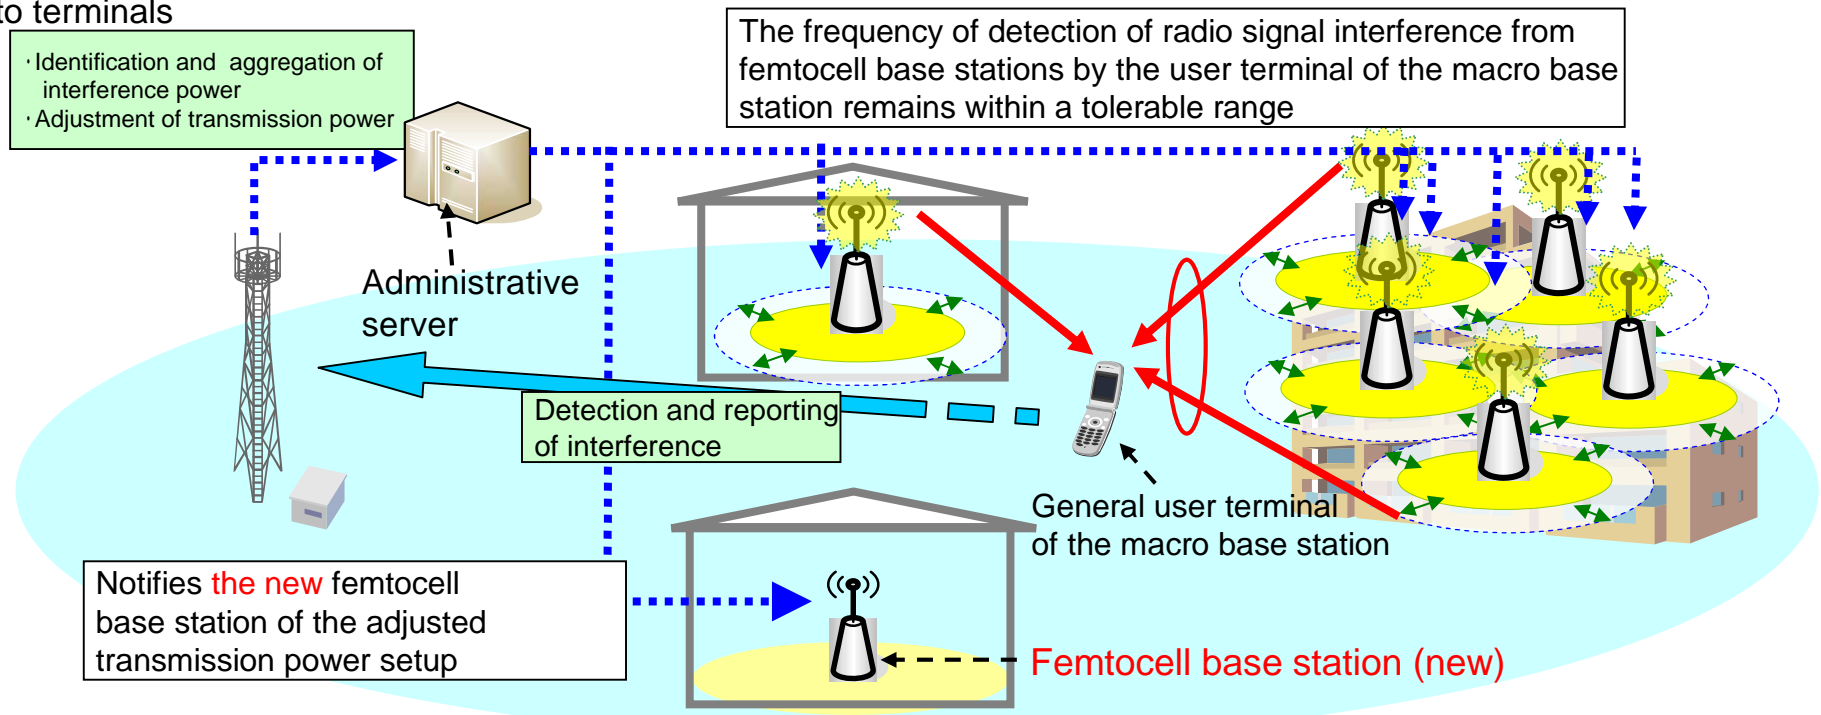 to terminals
· Identification and aggregation of
interference power
· Adjustment of transmission power
The frequency of detection of radio signal interference from
femtocell base stations by the user terminal of the macro base
station remains within a tolerable range
Administrative
server
Detection and reporting
of interference
General user terminal
of the macro base station
Notifies the new femtocell
base station of the adjusted
transmission power setup
Femtocell base station (new)